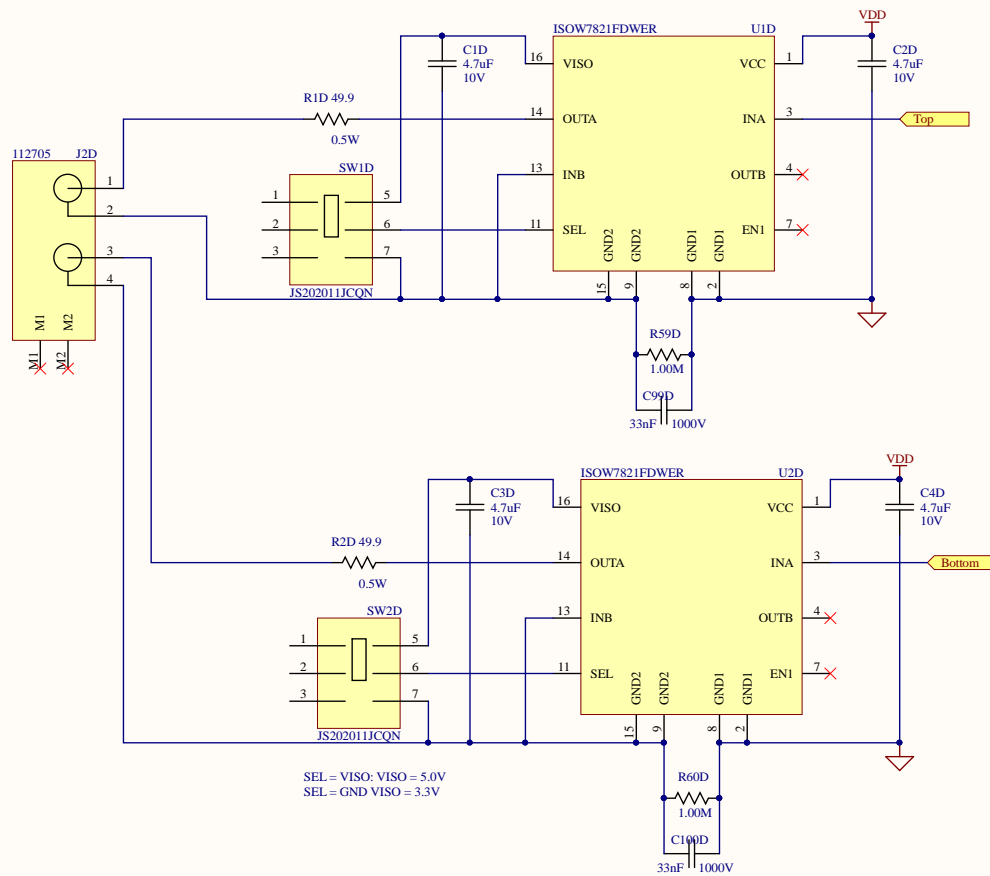 ISOW7821FDWER U1D
VDD
C1D
4.7uF
10V
16 VISO
VCC 1
C2D
4.7uF
10V
R1D 49.9
0.5W
14 OUTA
INA 3
Top
112705 J2D
1
2
3
4
M1 M2
M1 M2
SW1D
1 5
2 6
3 7
JS202011JCQN
13 INB
OUTB 4
11 SEL
EN1 7
GND2 GND2 GND1 GND1
15 9 8 2
R59D
1.00M
C99D
33nF 1000V
ISOW7821FDWER U2D
VDD
C3D
4.7uF
10V
16 VISO
VCC 1
C4D
4.7uF
10V
R2D 49.9
0.5W
14 OUTA
INA 3
Bottom
SW2D
1 5
2 6
3 7
JS202011JCQN
13 INB
OUTB 4
11 SEL
EN1 7
GND2 GND2 GND1 GND1
15 9 8 2
SEL = VISO: VISO = 5.0V
SEL = GND VISO = 3.3V
R60D
1.00M
C100D
33nF 1000V